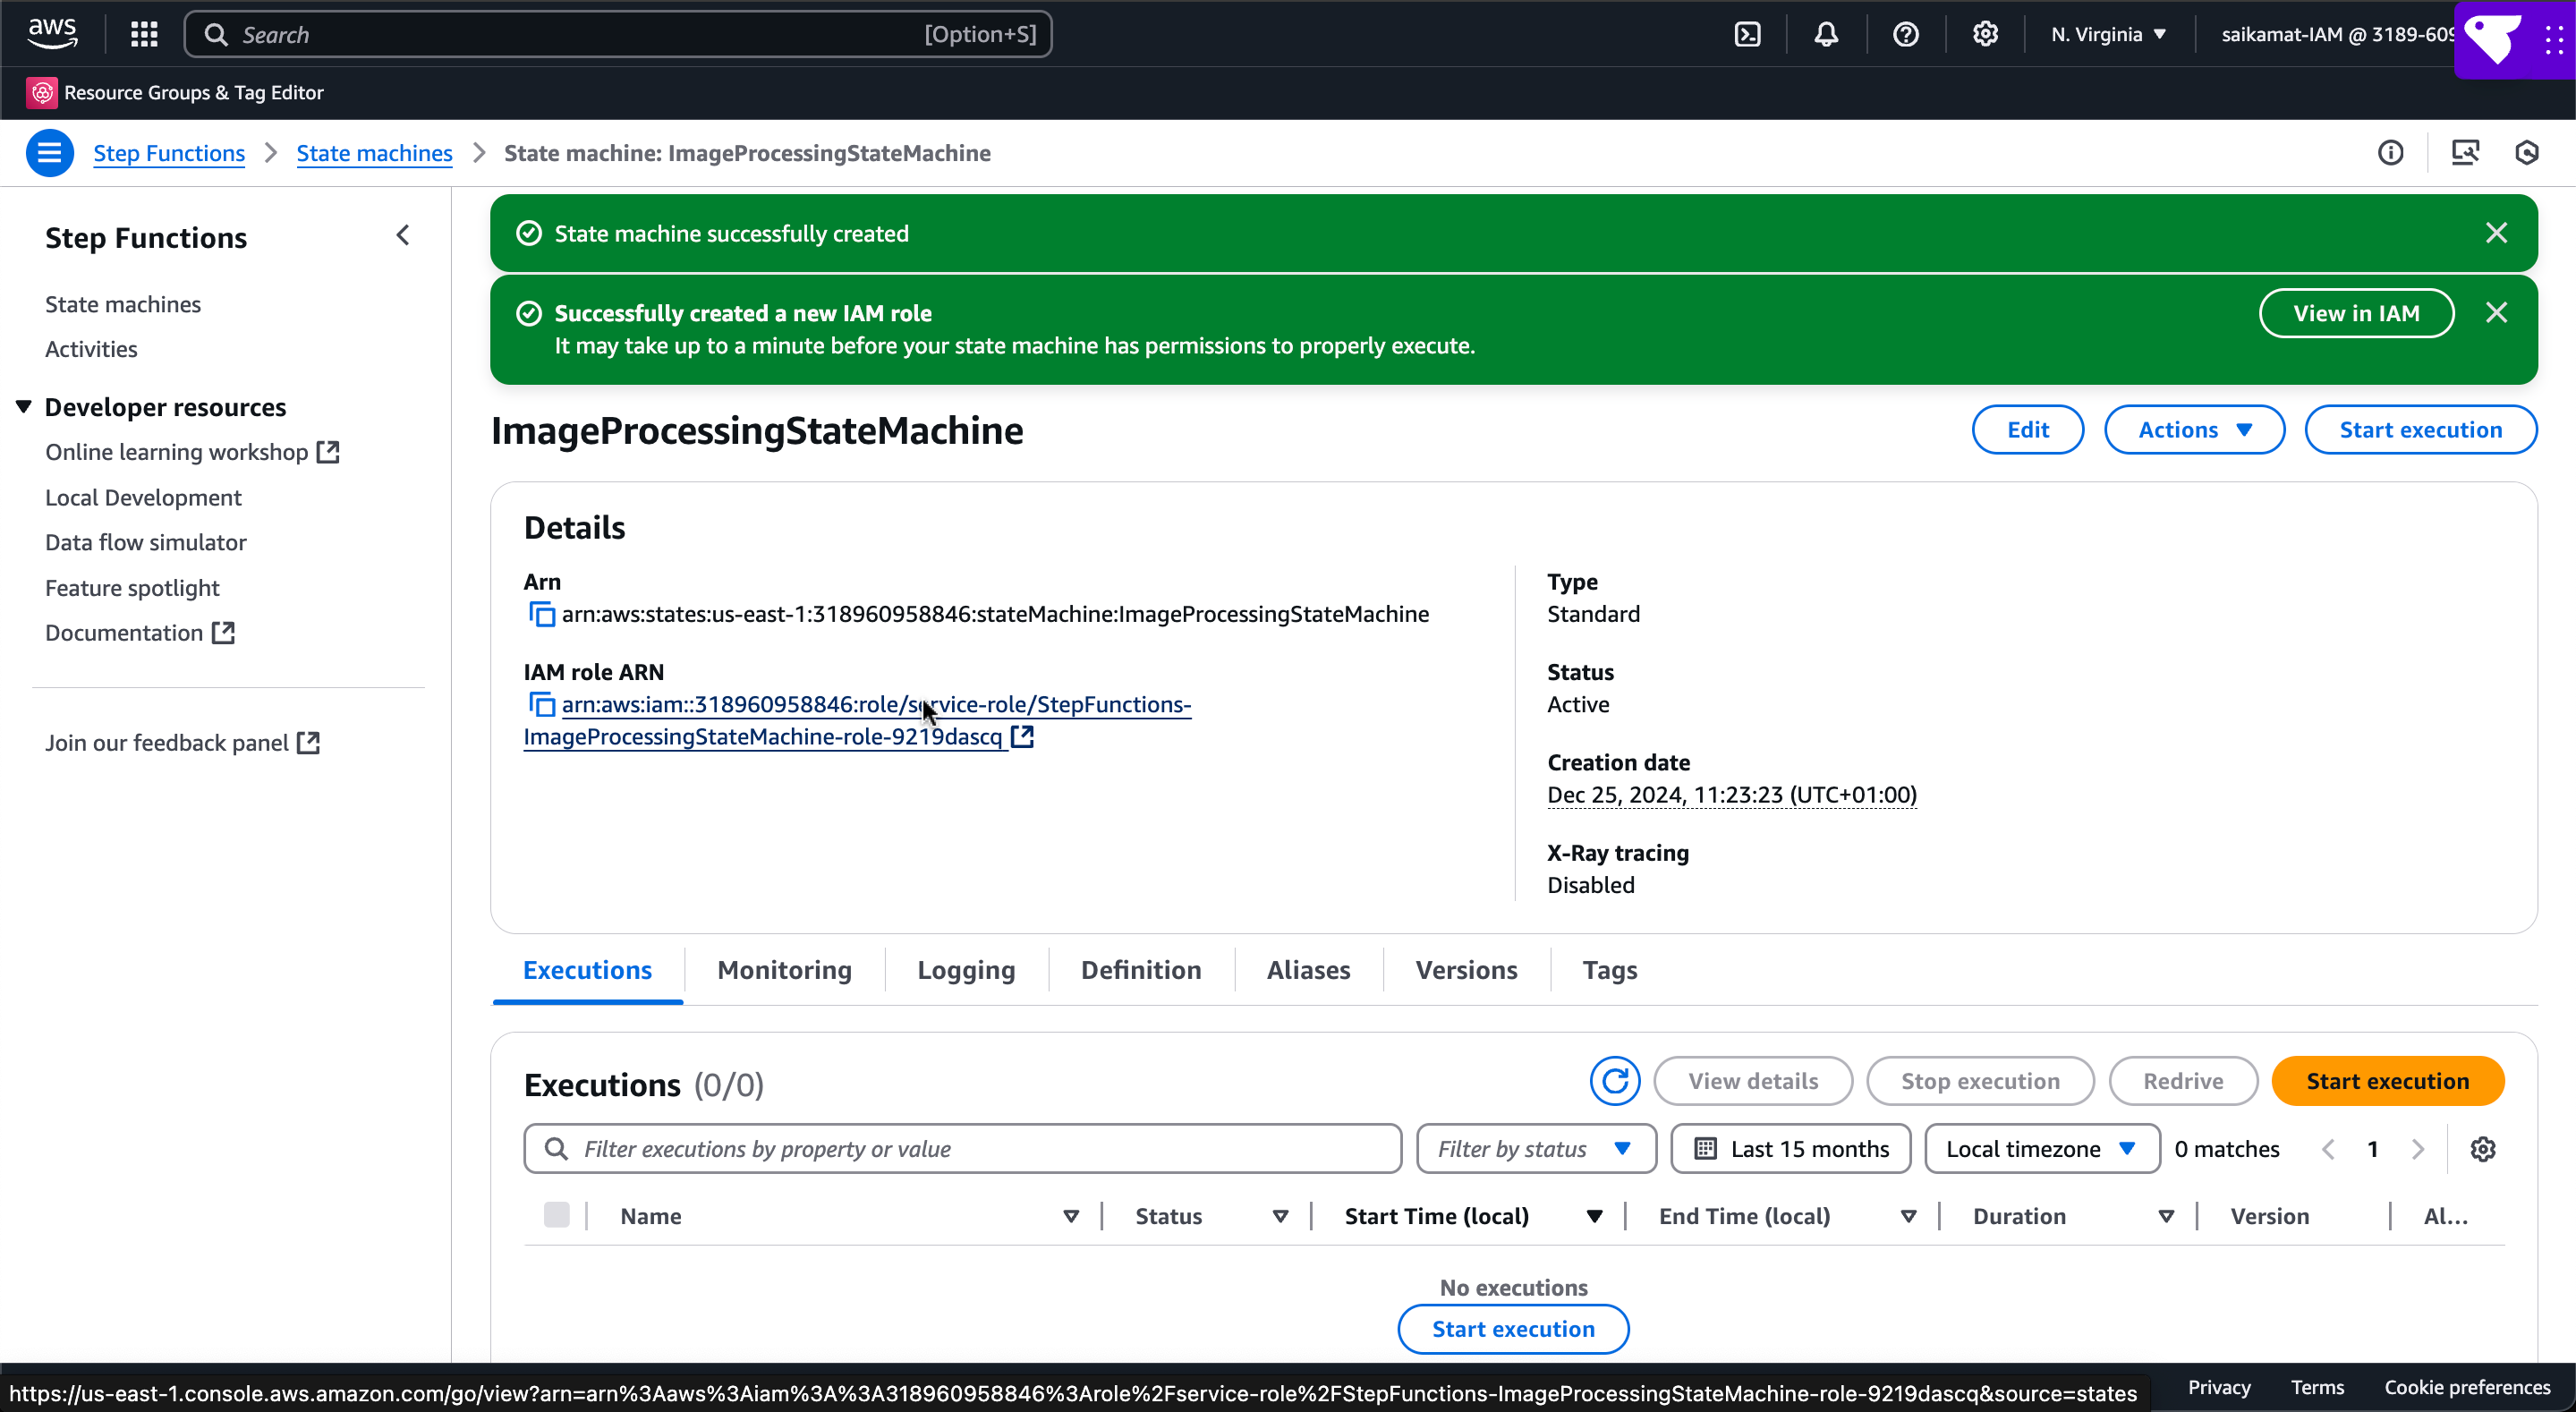 aws
Search
[Option+S]
N. Virginia
saikamat-IAM @ 3189-609
Resource Groups & Tag Editor
Step Functions
State machines
State machine: ImageProcessingStateMachine
Step Functions
State machines
Activities
Developer resources
Online learning workshop
Local Development
Data flow simulator
Feature spotlight
Documentation
Join our feedback panel
State machine successfully created
Successfully created a new IAM role
It may take up to a minute before your state machine has permissions to properly execute.
View in IAM
ImageProcessingStateMachine
Edit
Actions
Start execution
Details
Arn
arn:aws:states:us-east-1:318960958846:stateMachine:ImageProcessingStateMachine
IAM role ARN
arn:aws:iam::318960958846:role/service-role/StepFunctions-
ImageProcessingStateMachine-role-9219dascq
Type
Standard
Status
Active
Creation date
Dec 25, 2024, 11:23:23 (UTC+01:00)
X-Ray tracing
Disabled
Executions
Monitoring
Logging
Definition
Aliases
Versions
Tags
Executions (0/0)
View details
Stop execution
Redrive
Start execution
Filter executions by property or value
Filter by status
Last 15 months
Local timezone
0 matches
1
Name
Status
Start Time (local)
End Time (local)
Duration
Version
Al...
No executions
Start execution
https://us-east-1.console.aws.amazon.com/go/view?arn=arn%3Aaws%3Aiam%3A%3A318960958846%3Arole%2Fservice-role%2FStepFunctions-ImageProcessingStateMachine-role-9219dascq&source=states
Privacy
Terms
Cookie preferences